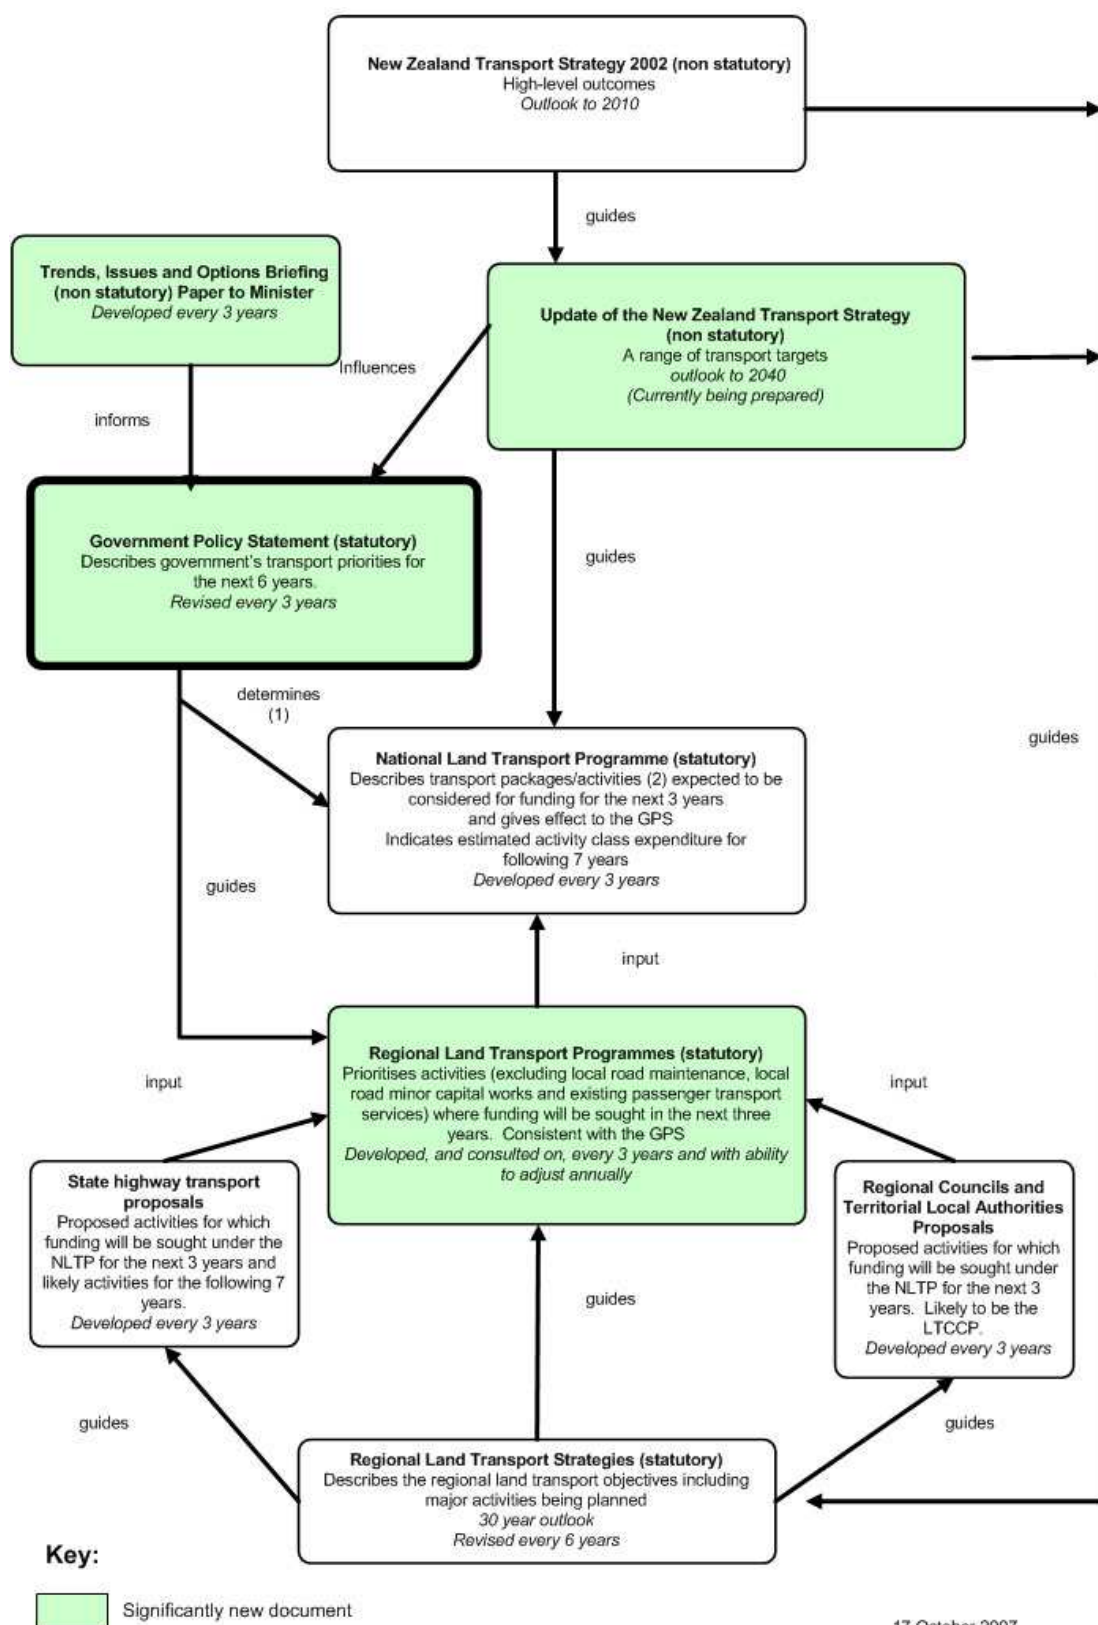 New Zealand Transport Strategy 2002 (non statutory)
High-level outcomes
Outlook to 2010
guides
Trends, Issues and Options Briefing
(non statutory) Paper to Minister
Developed every 3 years
Update of the New Zealand Transport Strategy
(non statutory)
A range of transport targets
outlook to 2040
(Currently being prepared)
Influences
informs
Government Policy Statement (statutory)
Describes government's transport priorities for
the next 6 years.
Revised every 3 years
guides
determines
(1)
guides
National Land Transport Programme (statutory)
Describes transport packages/activities (2) expected to be
considered for funding for the next 3 years
and gives effect to the GPS
Indicates estimated activity class expenditure for
following 7 years
Developed every 3 years
guides
input
Regional Land Transport Programmes (statutory)
Prioritises activities (excluding local road maintenance, local
road minor capital works and existing passenger transport
services) where funding will be sought in the next three
years. Consistent with the GPS
Developed, and consulted on, every 3 years and with ability
to adjust annually
input
input
State highway transport
proposals
Proposed activities for which
funding will be sought under the
NLTP for the next 3 years and
likely activities for the following 7
years.
Developed every 3 years
Regional Councils and
Territorial Local Authorities
Proposals
Proposed activities for which
funding will be sought under
the NLTP for the next 3
years. Likely to be the
LTCCP.
Developed every 3 years
guides
guides
guides
Regional Land Transport Strategies (statutory)
Describes the regional land transport objectives including
major activities being planned
30 year outlook
Revised every 6 years
Key:
Significantly new document
17 October 2007